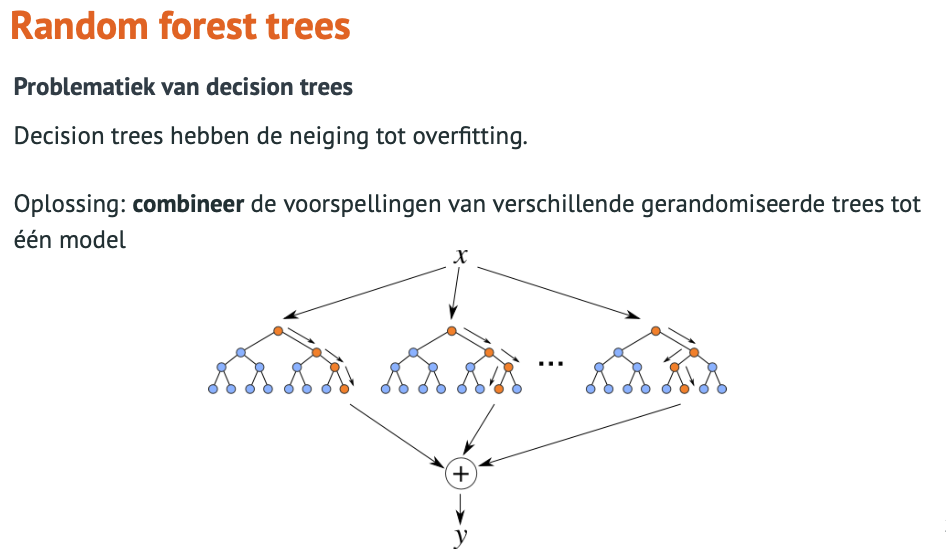 Random forest trees
Problematiek van decision trees
Decision trees hebben de neiging tot overfitting.
Oplossing: combineer de voorspellingen van verschillende gerandomiseerde trees tot
één model
x
...
+
y